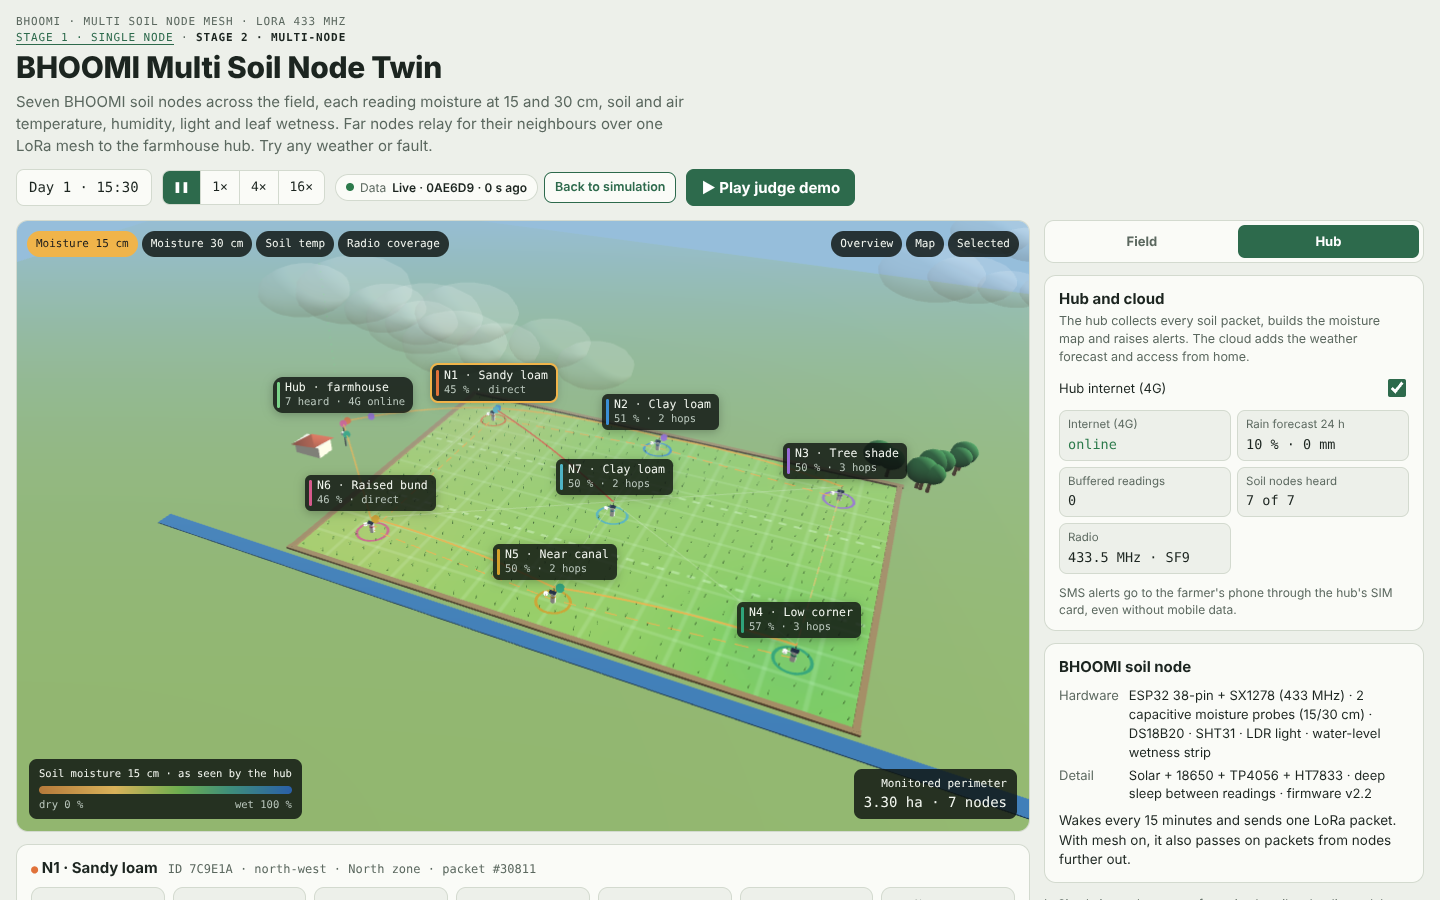 BHOOMI · MULTI SOIL NODE MESH · LORA 433 MHZ
STAGE 1 · SINGLE NODE · STAGE 2 · MULTI-NODE
BHOOMI Multi Soil Node Twin
Seven BHOOMI soil nodes across the field, each reading moisture at 15 and 30 cm, soil and air
temperature, humidity, light and leaf wetness. Far nodes relay for their neighbours over one
LoRa mesh to the farmhouse hub. Try any weather or fault.
Day 1 · 15:30
1×
4×
16×
Data Live · 0AE6D9 · 0 s ago
Back to simulation
▶ Play judge demo
Moisture 15 cm
Moisture 30 cm
Soil temp
Radio coverage
Overview
Map
Selected
Hub · farmhouse
7 heard · 4G online
N1 · Sandy loam
45 % · direct
N2 · Clay loam
51 % · 2 hops
N3 · Tree shade
50 % · 3 hops
N7 · Clay loam
50 % · 2 hops
N6 · Raised bund
46 % · direct
N5 · Near canal
50 % · 2 hops
N4 · Low corner
57 % · 3 hops
Soil moisture 15 cm · as seen by the hub
dry 0 %
wet 100 %
Monitored perimeter
3.30 ha · 7 nodes
N1 · Sandy loam ID 7C9E1A · north-west · North zone · packet #30811
Field
Hub
Hub and cloud
The hub collects every soil packet, builds the moisture
map and raises alerts. The cloud adds the weather
forecast and access from home.
Hub internet (4G)
Internet (4G)
online
Rain forecast 24 h
10 % · 0 mm
Buffered readings
0
Soil nodes heard
7 of 7
Radio
433.5 MHz · SF9
SMS alerts go to the farmer's phone through the hub's SIM
card, even without mobile data.
BHOOMI soil node
Hardware ESP32 38-pin + SX1278 (433 MHz) · 2
capacitive moisture probes (15/30 cm) ·
DS18B20 · SHT31 · LDR light · water-level
wetness strip
Detail Solar + 18650 + TP4056 + HT7833 · deep
sleep between readings · firmware v2.2
Wakes every 15 minutes and sends one LoRa packet.
With mesh on, it also passes on packets from nodes
further out.